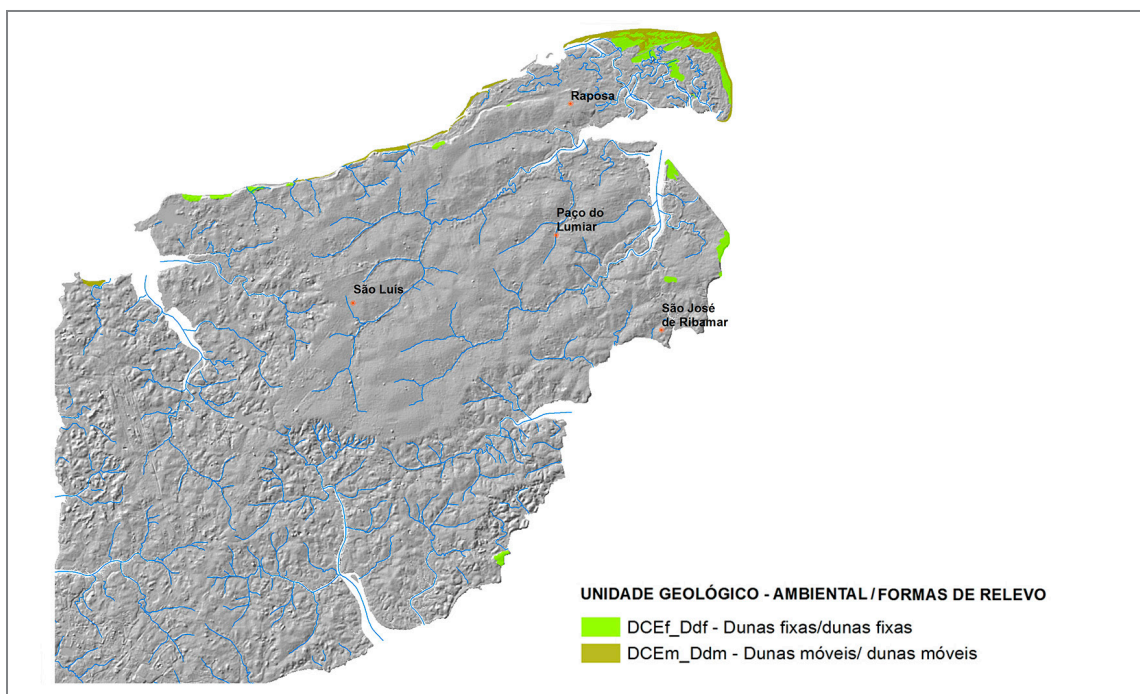 Raposa
Paço do
Lumiar
São Luís
São José
de Ribamar
UNIDADE GEOLÓGICO - AMBIENTAL / FORMAS DE RELEVO
DCEf_Ddf - Dunas fixas/dunas fixas
DCEm_Ddm - Dunas móveis/ dunas móveis